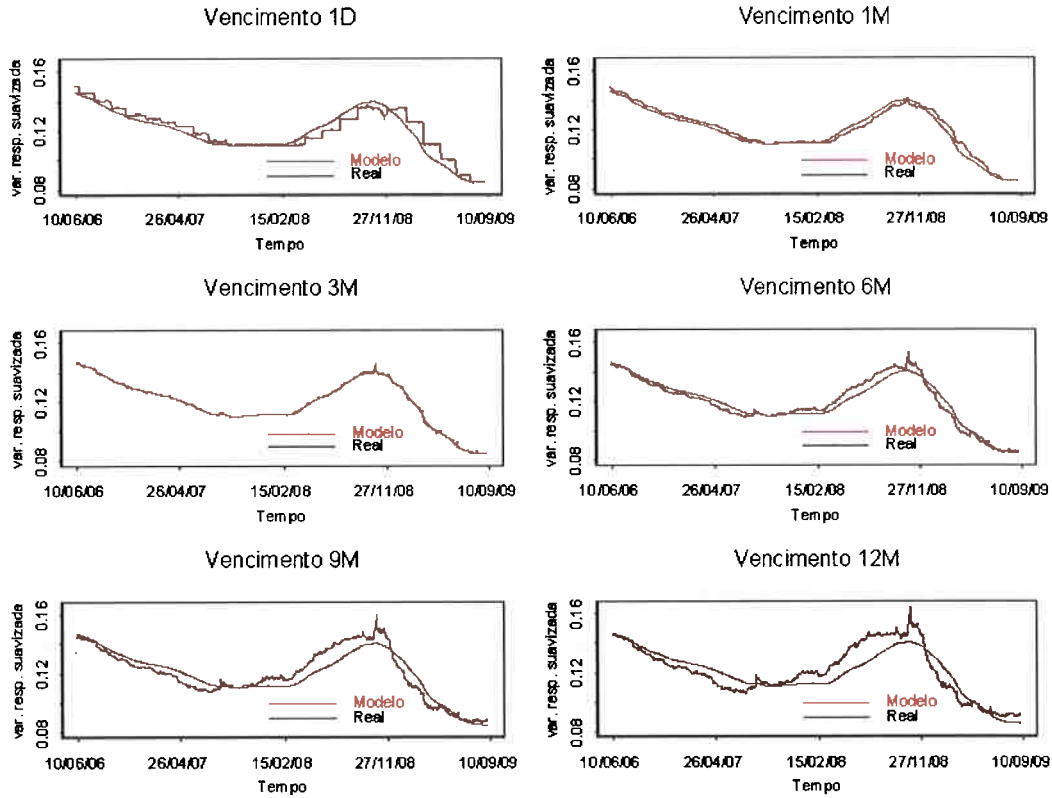 Vencimento 1D
var. resp. suavizada
0.16
0.12
0.08
Modelo
Real
10/06/06 26/04/07 15/02/08 27/11/08 10/09/09
Tempo
Vencimento 1M
var. resp. suavizada
0.16
0.12
0.08
Modelo
Real
10/06/06 26/04/07 15/02/08 27/11/08 10/09/09
Tempo
Vencimento 3M
var. resp. suavizada
0.16
0.12
0.08
Modelo
Real
10/06/06 26/04/07 15/02/08 27/11/08 10/09/09
Tempo
Vencimento 6M
var. resp. suavizada
0.16
0.12
0.08
Modelo
Real
10/06/06 26/04/07 15/02/08 27/11/08 10/09/09
Tempo
Vencimento 9M
var. resp. suavizada
0.16
0.12
0.08
Modelo
Real
10/06/06 26/04/07 15/02/08 27/11/08 10/09/09
Tempo
Vencimento 12M
var. resp. suavizada
0.16
0.12
0.08
Modelo
Real
10/06/06 26/04/07 15/02/08 27/11/08 10/09/09
Tempo